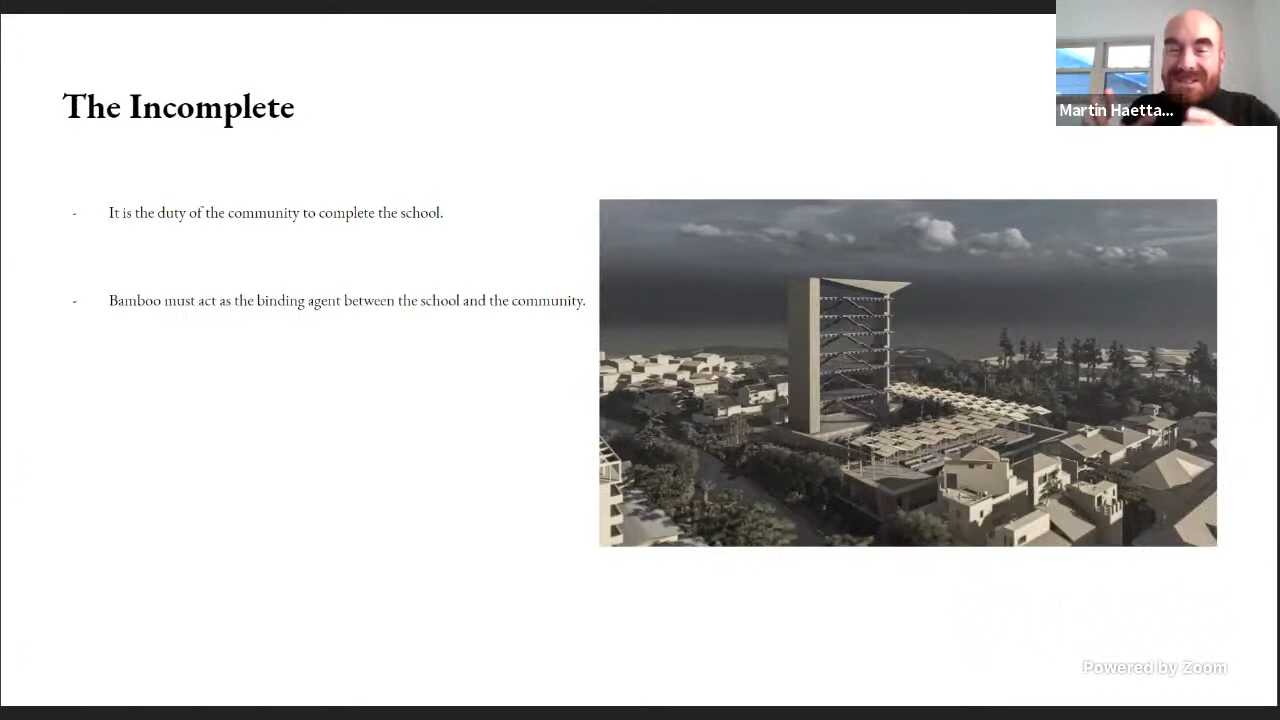 The Incomplete
Martin Haetta...
- It is the duty of the community to complete the school.
- Bamboo must act as the binding agent between the school and the community.
Powered by Zoom